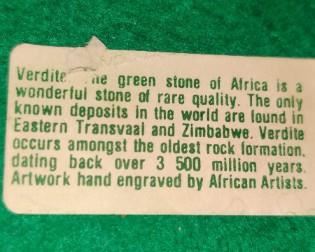 Verdite he green stone of Africa is a
wonderful stone of rare quality. The only
known deposits in the world are found in
Eastern Transvaal and Zimbabwe. Verdite
occurs amongst the oldest rock formation,
dating back over 3 500 million years.
Artwork hand engraved by African Artists.